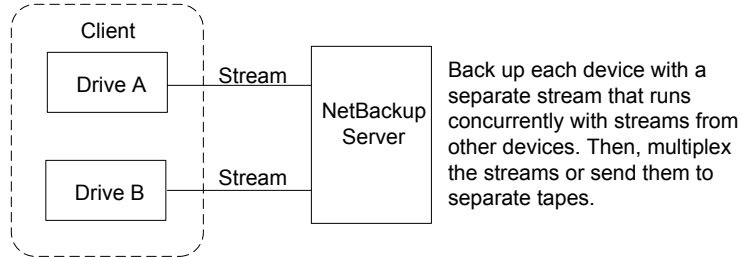 Client
Drive A
Stream
NetBackup
Server
Drive B
Stream
Back up each device with a
separate stream that runs
concurrently with streams from
other devices. Then, multiplex
the streams or send them to
separate tapes.